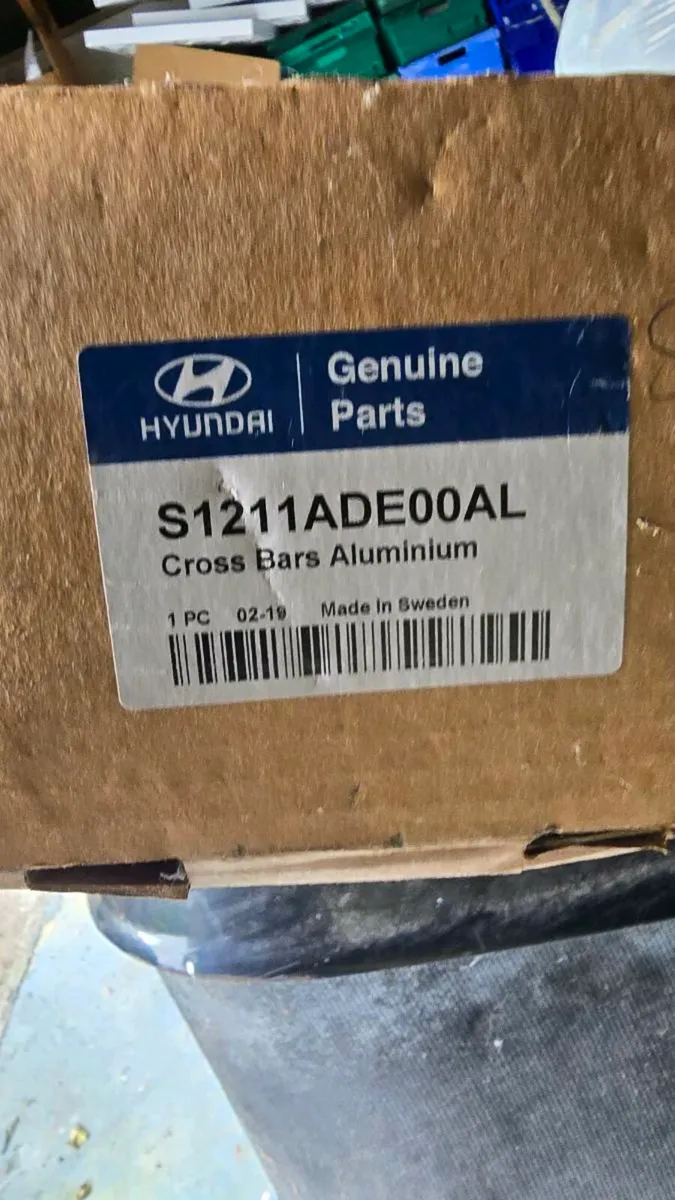 HYUNDAI
Genuine
Parts
S1211ADE00AL
Cross Bars Aluminium
1 PC 02-19 Made In Sweden